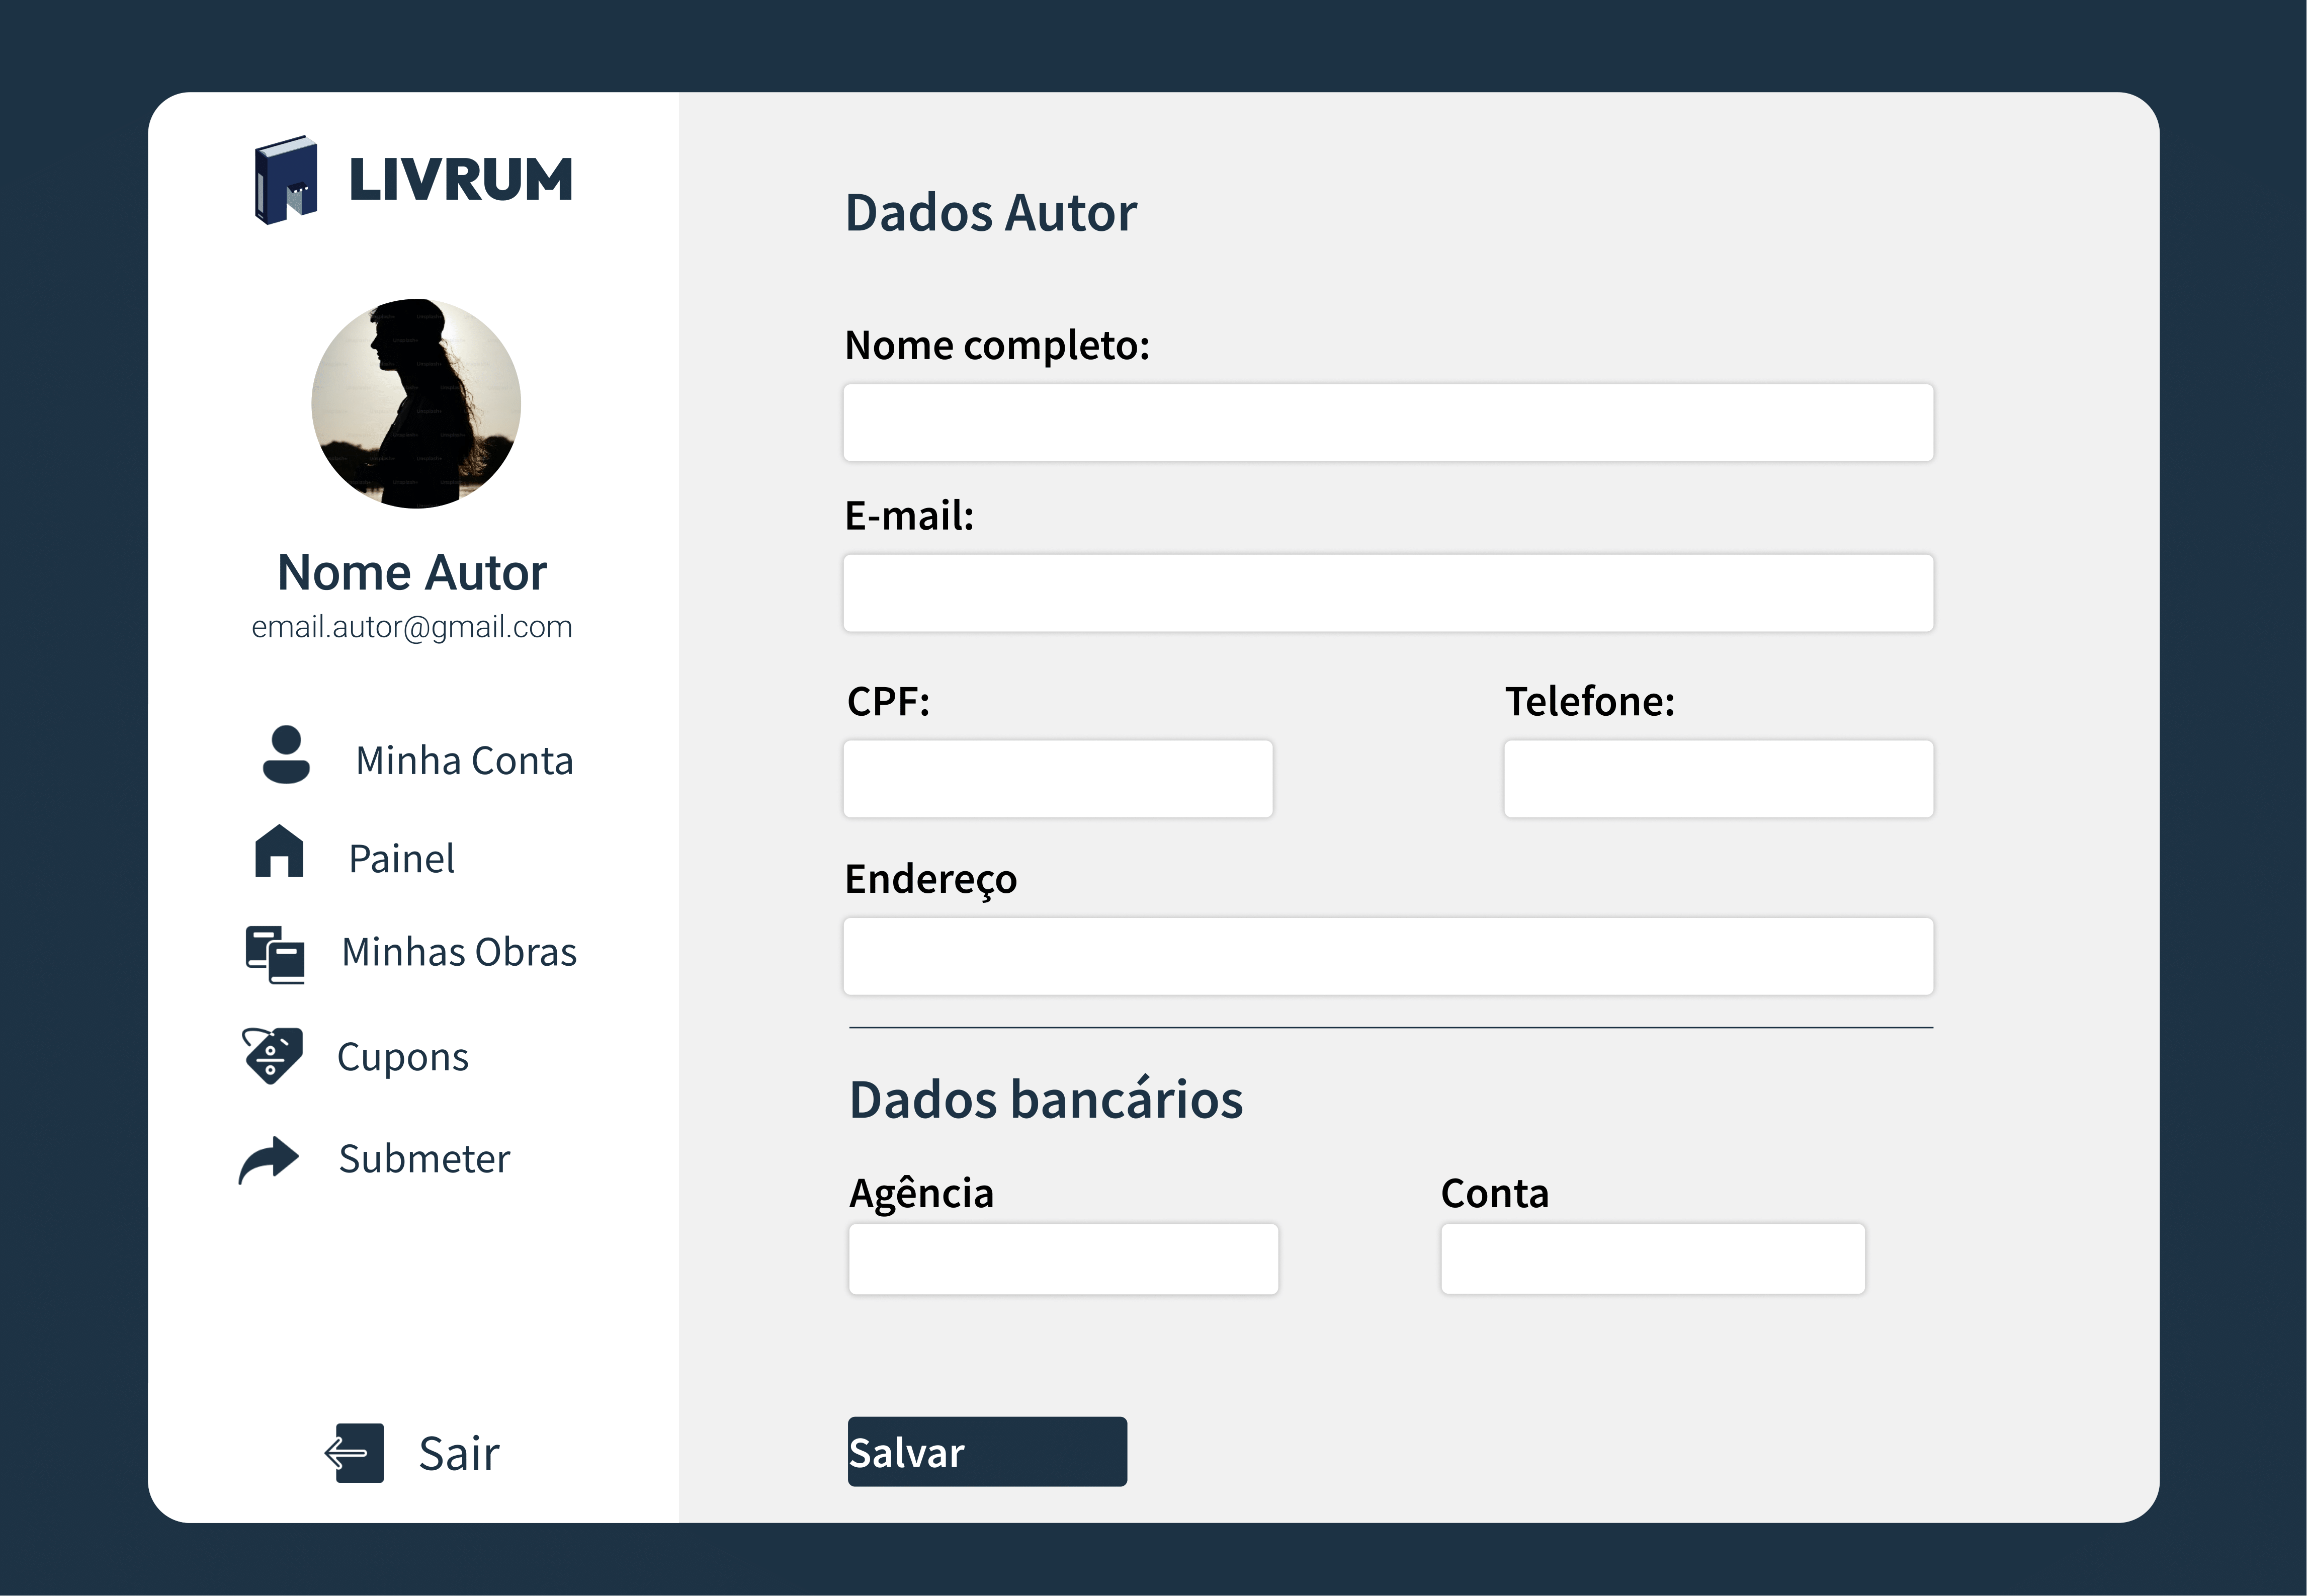 LIVRUM
Nome Autor
email.autor@gmail.com
Minha Conta
Painel
Minhas Obras
Cupons
Submeter
Sair
Dados Autor
Nome completo:
E-mail:
CPF:
Telefone:
Endereço
Dados bancários
Agência
Conta
Salvar